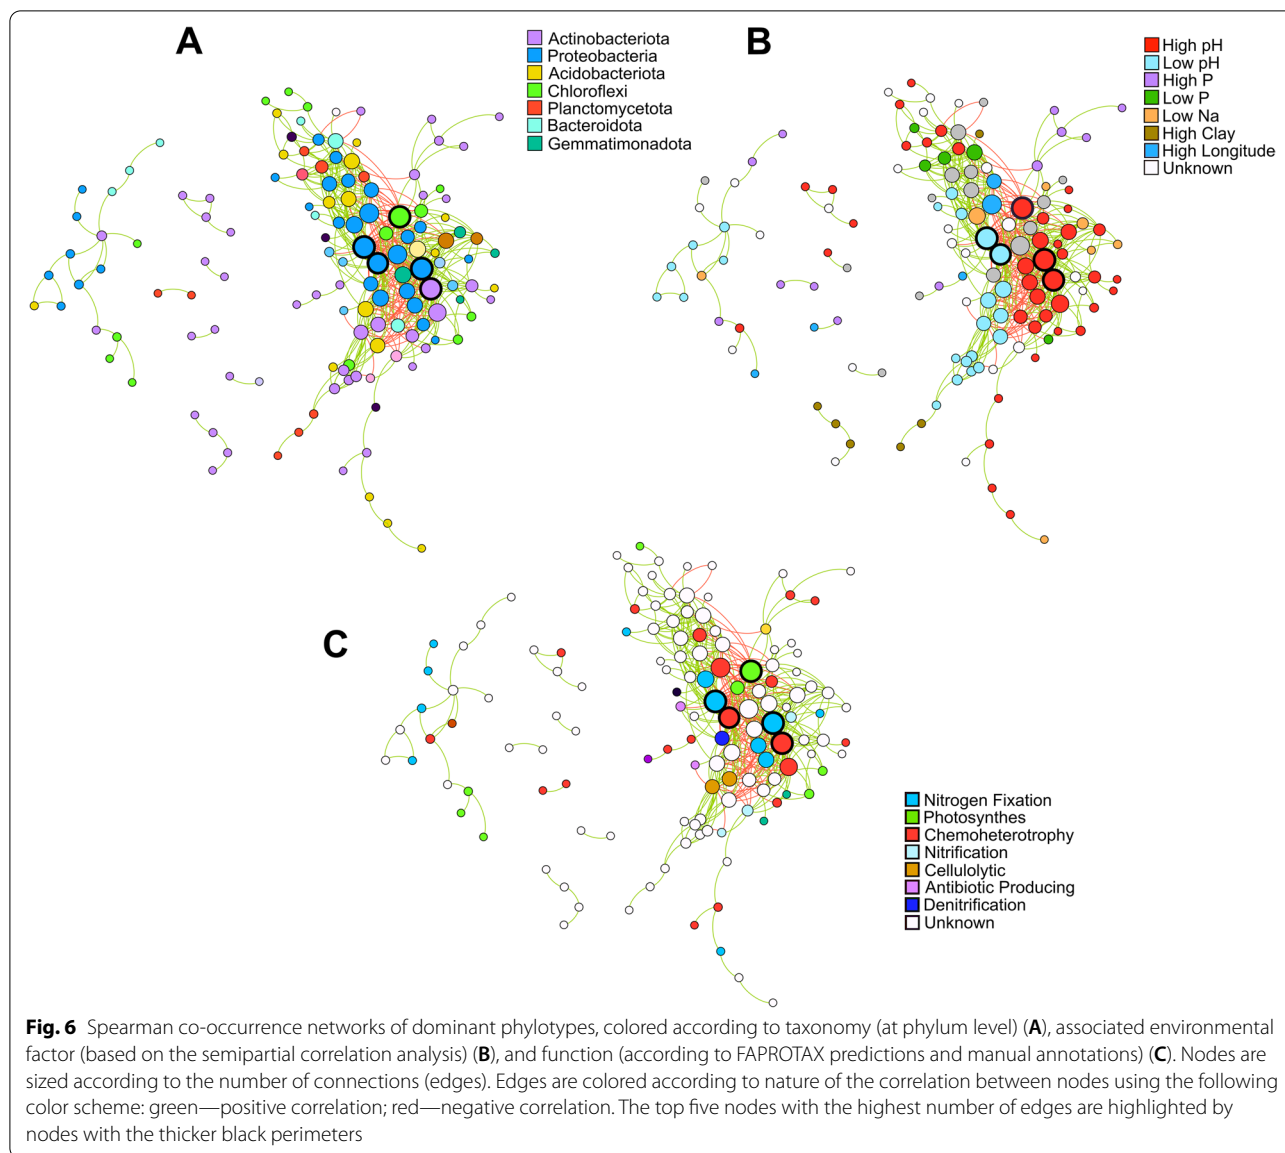 A
Actinobacteriota
Proteobacteria
Acidobacteriota
Chloroflexi
Planctomycetota
Bacteroidota
Gemmatimonadota
B
High pH
Low pH
High P
Low P
Low Na
High Clay
High Longitude
Unknown
C
Nitrogen Fixation
Photosynthes
Chemoheterotrophy
Nitrification
Cellulolytic
Antibiotic Producing
Denitrification
Unknown
Fig. 6 Spearman co-occurrence networks of dominant phylotypes, colored according to taxonomy (at phylum level) (A), associated environmental
factor (based on the semipartial correlation analysis) (B), and function (according to FAPROTAX predictions and manual annotations) (C). Nodes are
sized according to the number of connections (edges). Edges are colored according to nature of the correlation between nodes using the following
color scheme: green—positive correlation; red—negative correlation. The top five nodes with the highest number of edges are highlighted by
nodes with the thicker black perimeters